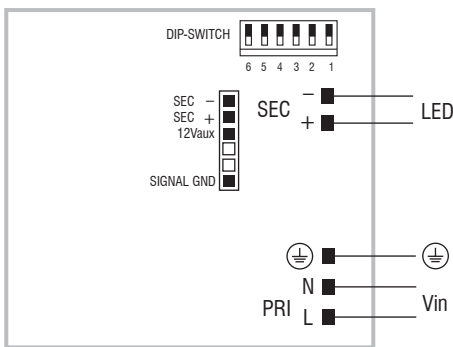 DIP-SWITCH
6 5 4 3 2 1
SEC −
SEC +
12Vaux
SIGNAL GND
SEC
−
+
LED
N
PRI
L
Vin